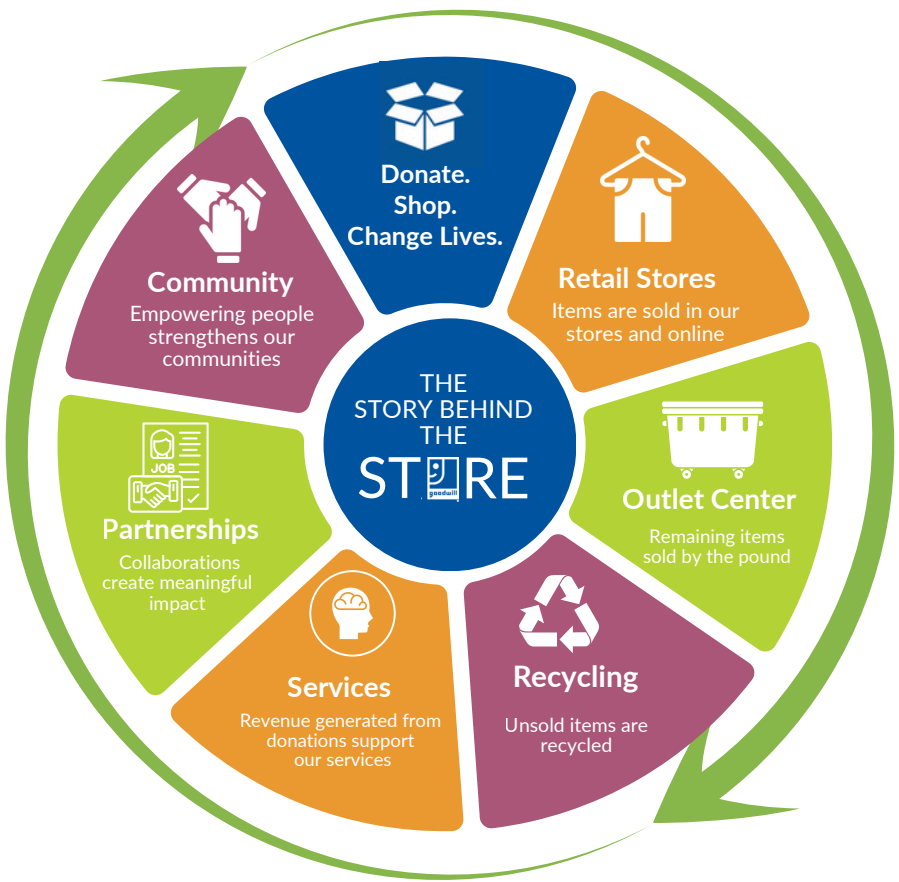 Donate.
Shop.
Change Lives.
Retail Stores
Items are sold in our
stores and online
Outlet Center
Remaining items
sold by the pound
Recycling
Unsold items are
recycled
Services
Revenue generated from
donations support
our services
JOB
Partnerships
Collaborations
create meaningful
impact
Community
Empowering people
strengthens our
communities
THE
STORY BEHIND
THE
ST RE
goodwill